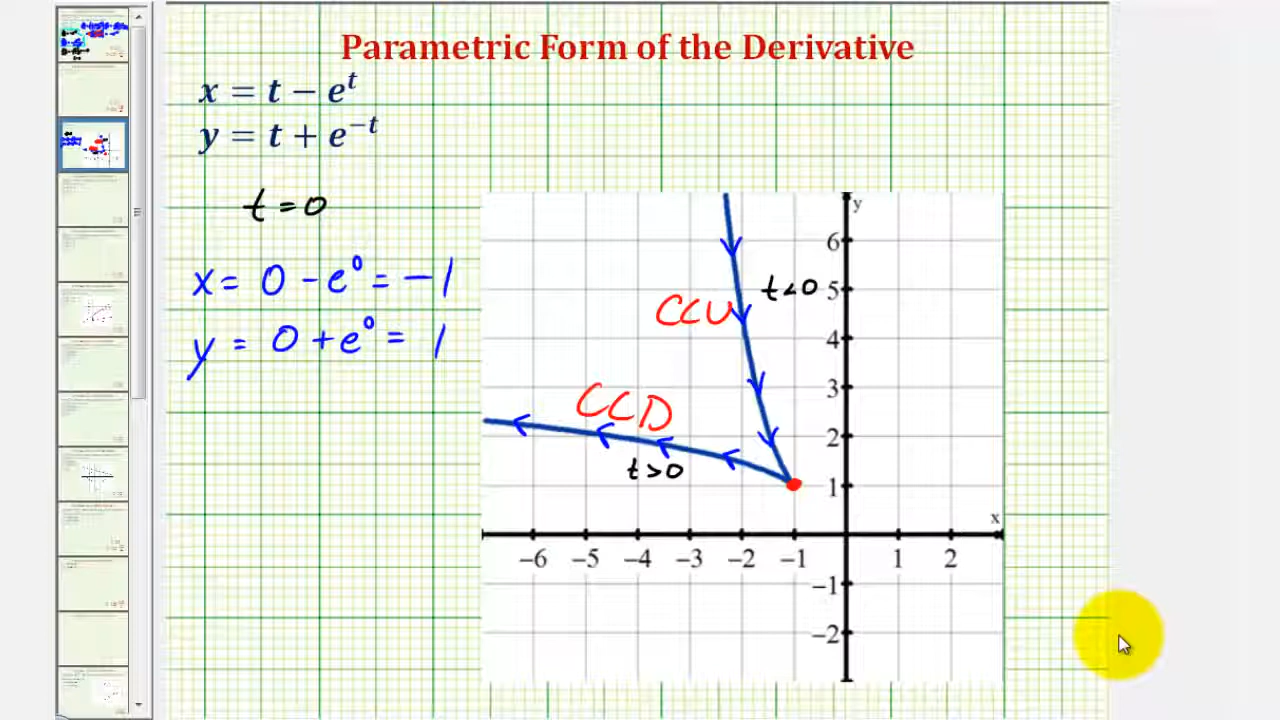 Parametric Form of the Derivative
x = t − e^t
y = t + e^{−t}
t = 0
x = 0 − e^0 = −1
y = 0 + e^0 = 1
y
6
t<0
5
CCU
4
3
CCD
2
t>0
1
x
−6 −5 −4 −3 −2 −1 1 2
−1
−2